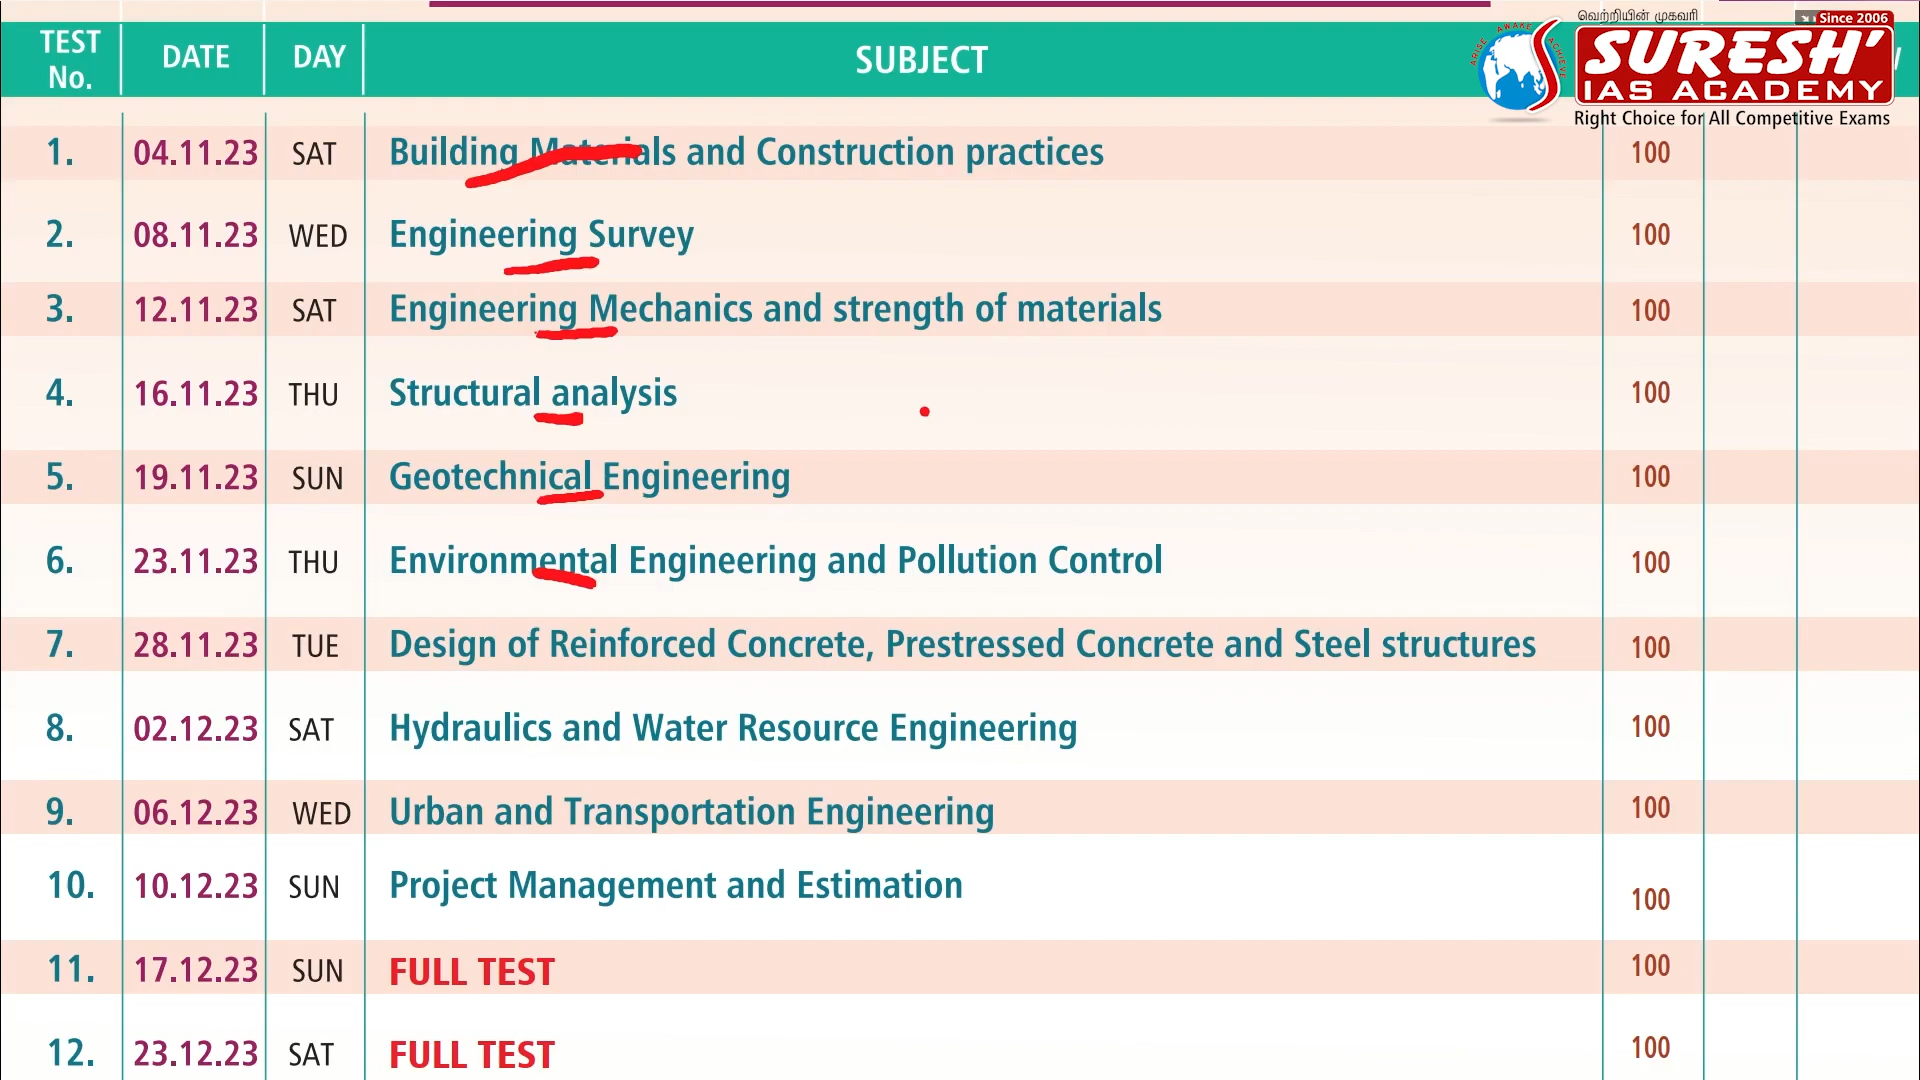 வெற்றியின் முகவரி
Since 2006
ARISE AWAKE ACHIEVE
SURESH'
IAS ACADEMY
Right Choice for All Competitive Exams
TEST No. DATE DAY SUBJECT
1. 04.11.23 SAT Building Materials and Construction practices 100
2. 08.11.23 WED Engineering Survey 100
3. 12.11.23 SAT Engineering Mechanics and strength of materials 100
4. 16.11.23 THU Structural analysis 100
5. 19.11.23 SUN Geotechnical Engineering 100
6. 23.11.23 THU Environmental Engineering and Pollution Control 100
7. 28.11.23 TUE Design of Reinforced Concrete, Prestressed Concrete and Steel structures 100
8. 02.12.23 SAT Hydraulics and Water Resource Engineering 100
9. 06.12.23 WED Urban and Transportation Engineering 100
10. 10.12.23 SUN Project Management and Estimation 100
11. 17.12.23 SUN FULL TEST 100
12. 23.12.23 SAT FULL TEST 100